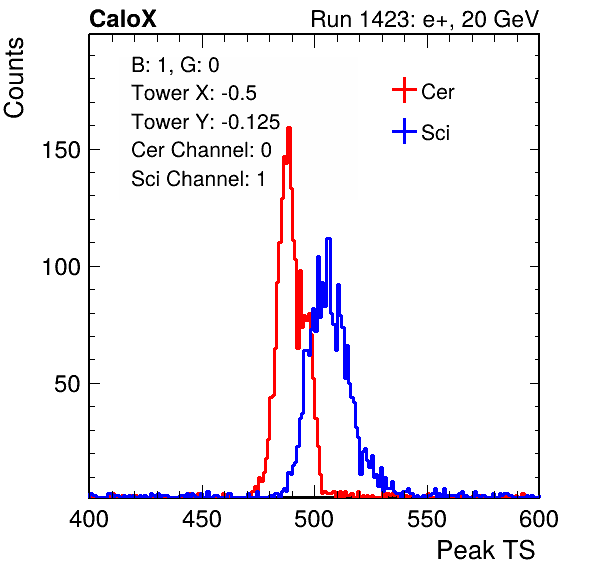 CaloX Run 1423: e+, 20 GeV
Counts
B: 1, G: 0
Tower X: -0.5
Tower Y: -0.125
Cer Channel: 0
Sci Channel: 1
Cer
Sci
150
100
50
400 450 500 550 600
Peak TS